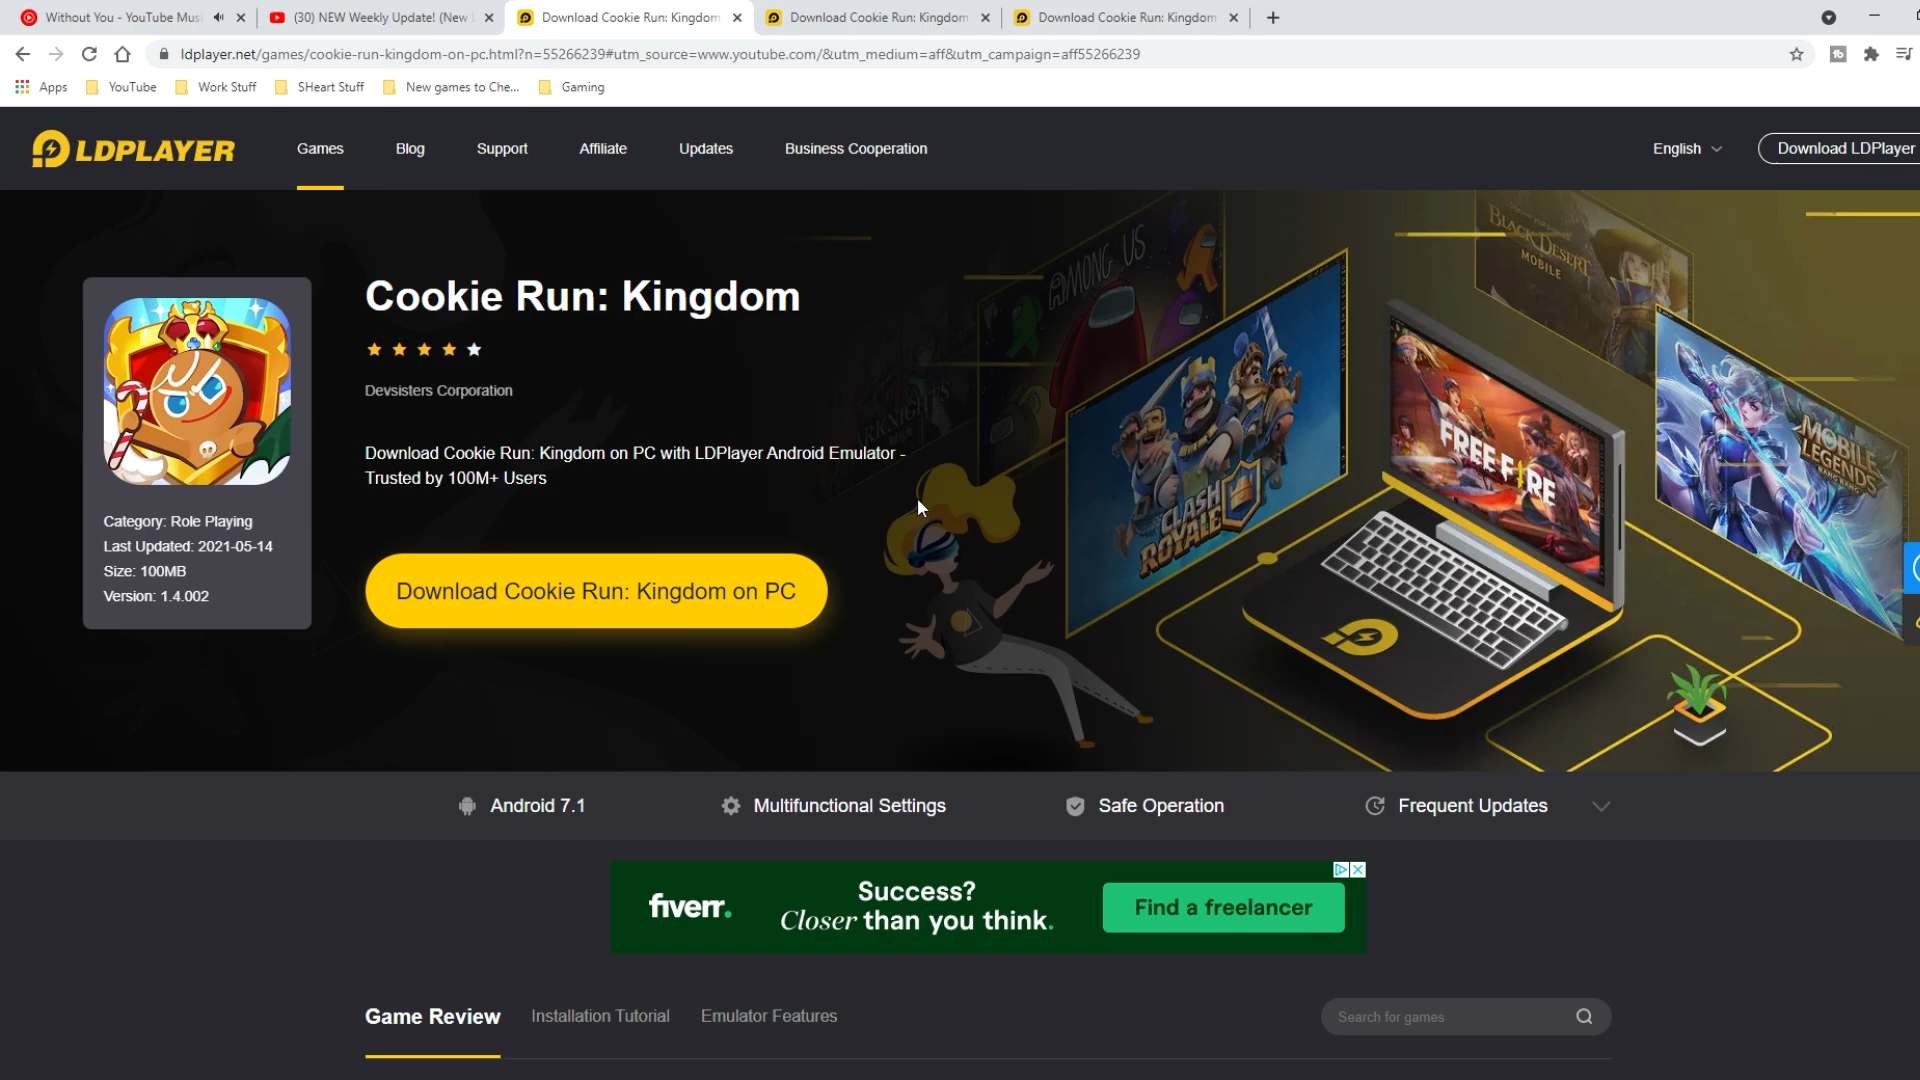 Without You - YouTube Mus
(30) NEW Weekly Update! (New L
Download Cookie Run: Kingdom
Download Cookie Run: Kingdom
Download Cookie Run: Kingdom
ldplayer.net/games/cookie-run-kingdom-on-pc.html?n=55266239#utm_source=www.youtube.com/&utm_medium=aff&utm_campaign=aff55266239
Apps
YouTube
Work Stuff
SHeart Stuff
New games to Che...
Gaming
LDPLAYER
Games
Blog
Support
Affiliate
Updates
Business Cooperation
English
Download LDPlayer
Cookie Run: Kingdom
Devsisters Corporation
Download Cookie Run: Kingdom on PC with LDPlayer Android Emulator -
Trusted by 100M+ Users
Category: Role Playing
Last Updated: 2021-05-14
Size: 100MB
Version: 1.4.002
Download Cookie Run: Kingdom on PC
AMONG US
ARKNIGHTS
CLASH
ROYALE
FREE FIRE
BLACK DESERT
MOBILE
MOBILE
LEGENDS
BANG BANG
Android 7.1
Multifunctional Settings
Safe Operation
Frequent Updates
fiverr.
Success?
Closer than you think.
Find a freelancer
Game Review
Installation Tutorial
Emulator Features
Search for games